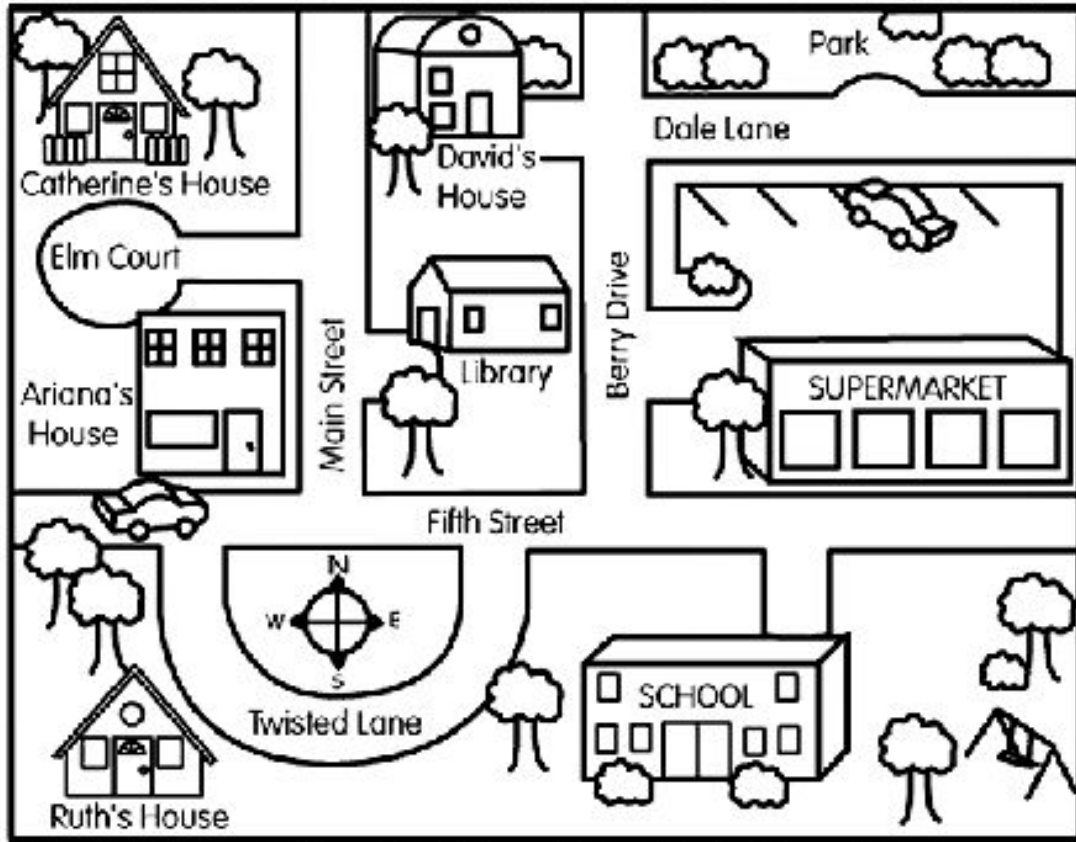 Park
Dale Lane
Catherine's House
David's
House
Elm Court
Main Street
Berry Drive
Library
Ariana's
House
SUPERMARKET
Fifth Street
N
W E
S
Twisted Lane
SCHOOL
Ruth's House